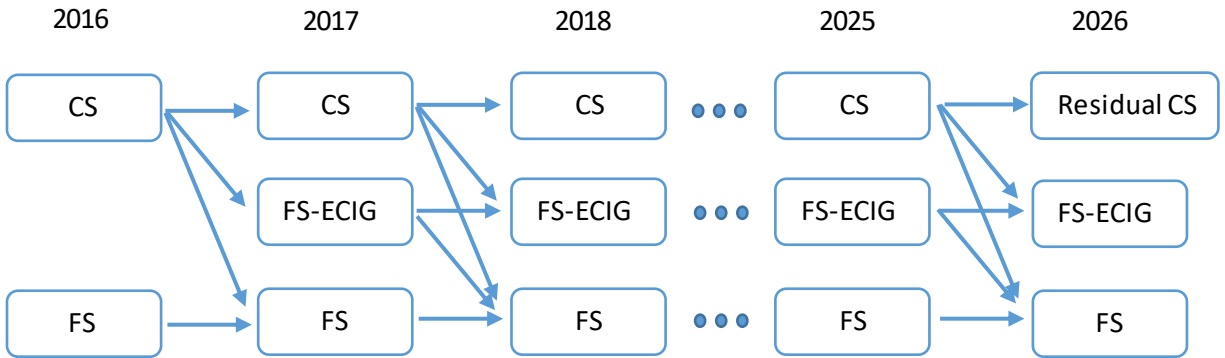 2016 2017 2018 2025 2026
CS CS CS CS Residual CS
FS-ECIG FS-ECIG FS-ECIG FS-ECIG
FS FS FS FS FS